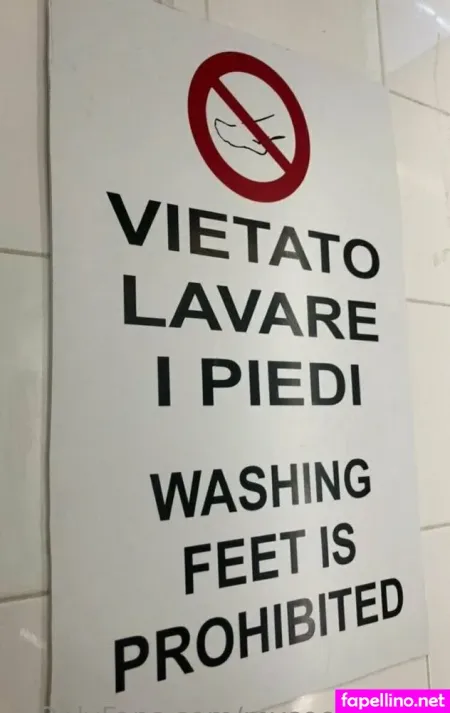 VIETATO
LAVARE
I PIEDI
WASHING
FEET IS
PROHIBITED
fapellino.net